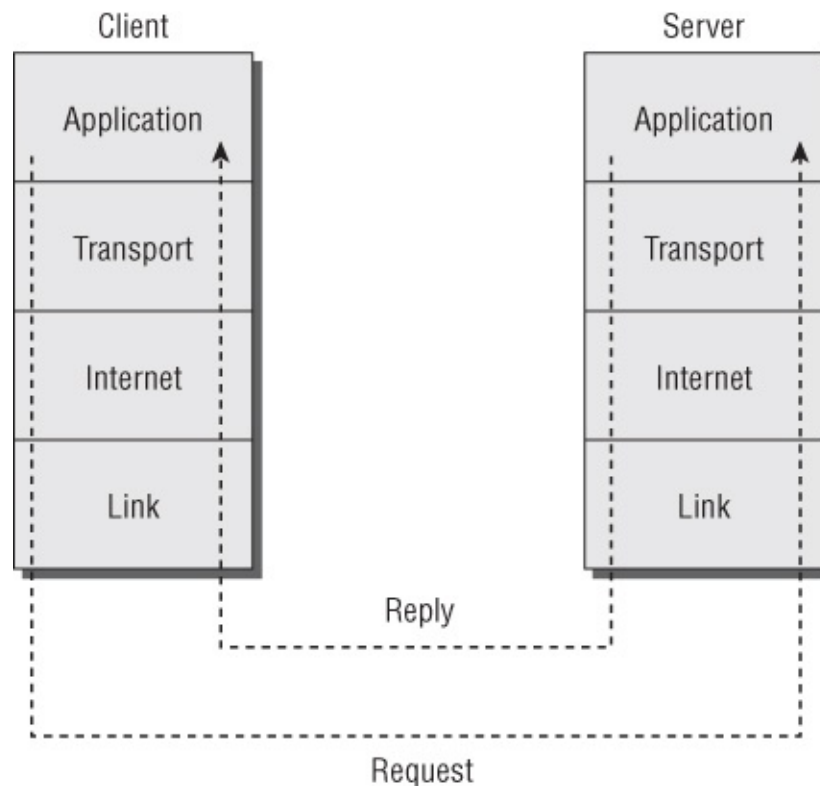 Client
Server
Application
Application
Transport
Transport
Internet
Internet
Link
Link
Reply
Request